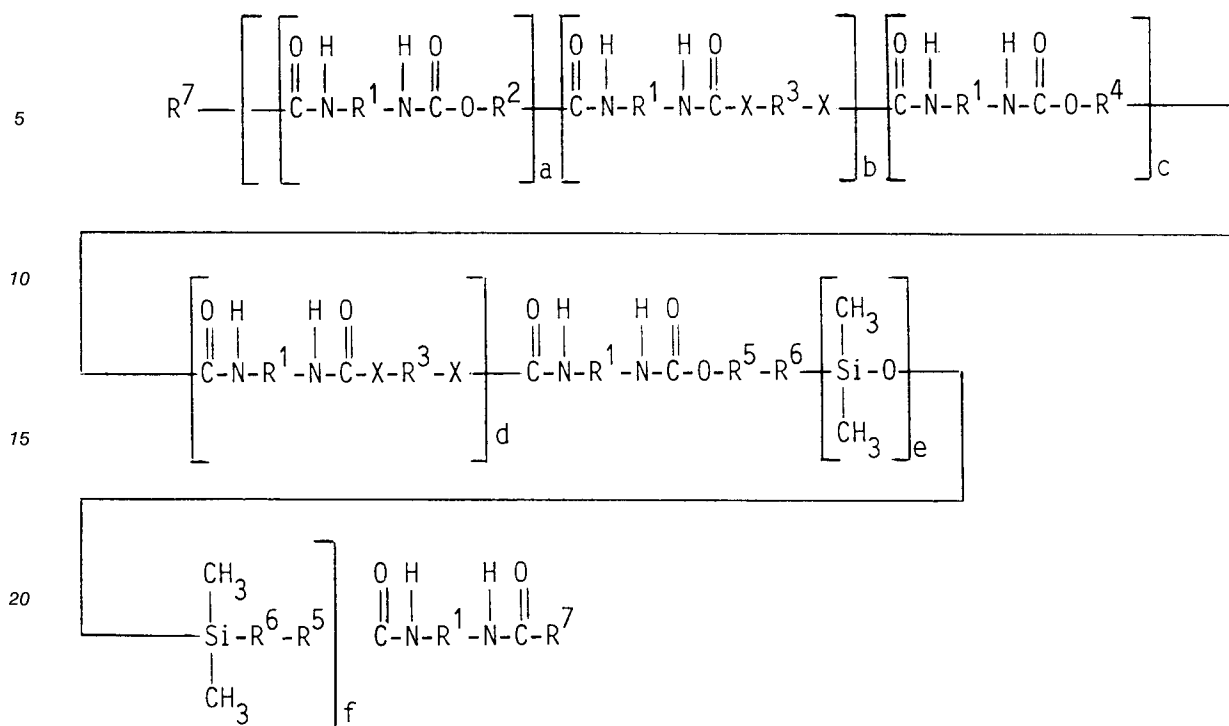 O H H O O H H O O H H O
R⁷ C-N-R¹-N-C-O-R² C-N-R¹-N-C-X-R³-X C-N-R¹-N-C-O-R⁴
5
a b c
10
O H H O O H H O CH₃
C-N-R¹-N-C-X-R³-X C-N-R¹-N-C-O-R⁵-R⁶ Si-O
15
d CH₃ e
CH₃ O H H O
20
Si-R⁶-R⁵ C-N-R¹-N-C-R⁷
CH₃
f